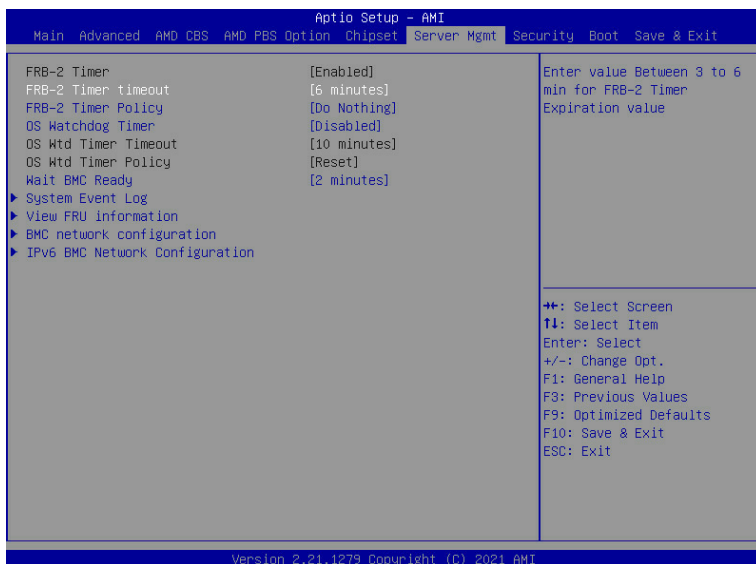 Aptio Setup – AMI
Main Advanced AMD CBS AMD PBS Option Chipset Server Mgmt Security Boot Save & Exit
FRB-2 Timer [Enabled]
FRB-2 Timer timeout [6 minutes]
FRB-2 Timer Policy [Do Nothing]
OS Watchdog Timer [Disabled]
OS Wtd Timer Timeout [10 minutes]
OS Wtd Timer Policy [Reset]
Wait BMC Ready [2 minutes]
System Event Log
View FRU information
BMC network configuration
IPv6 BMC Network Configuration
Enter value Between 3 to 6
min for FRB-2 Timer
Expiration value
→←: Select Screen
↑↓: Select Item
Enter: Select
+/-: Change Opt.
F1: General Help
F3: Previous Values
F9: Optimized Defaults
F10: Save & Exit
ESC: Exit
Version 2.21.1279 Copyright (C) 2021 AMI